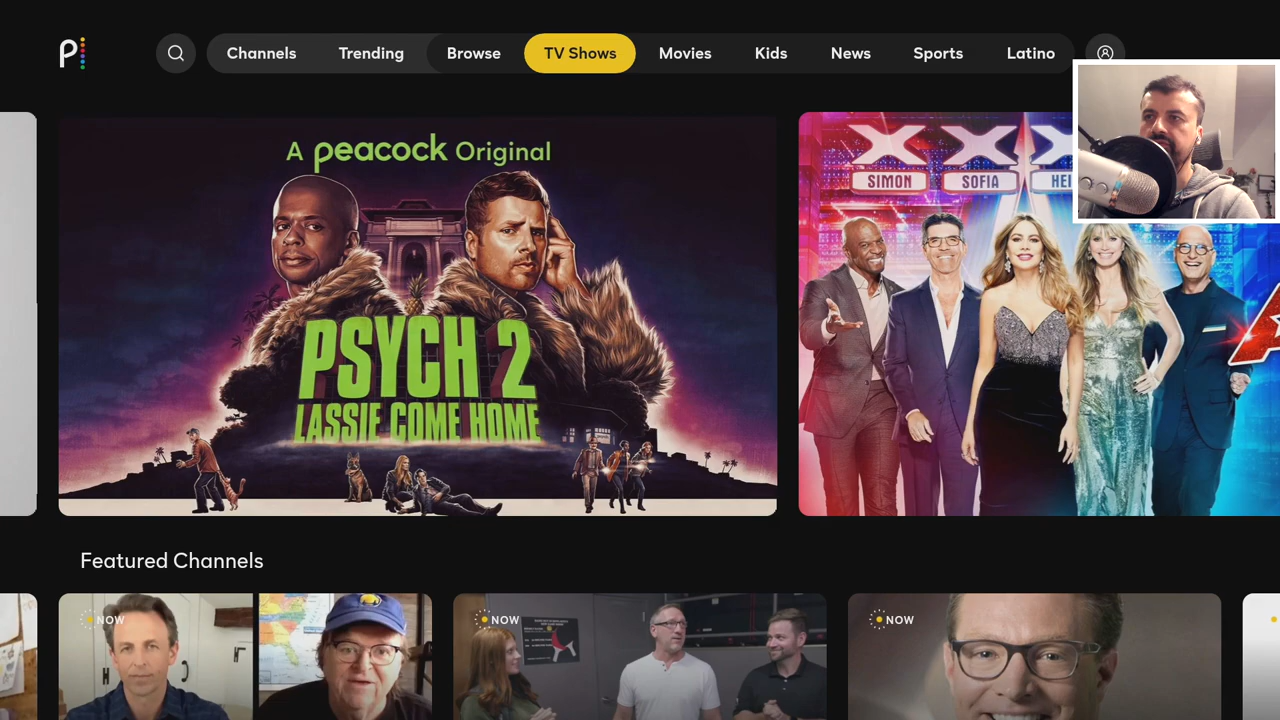 P
Channels
Trending
Browse
TV Shows
Movies
Kids
News
Sports
Latino
A peacock Original
PSYCH 2
LASSIE COME HOME
SIMON
SOFIA
HEI
Featured Channels
NOW
NOW
NOW